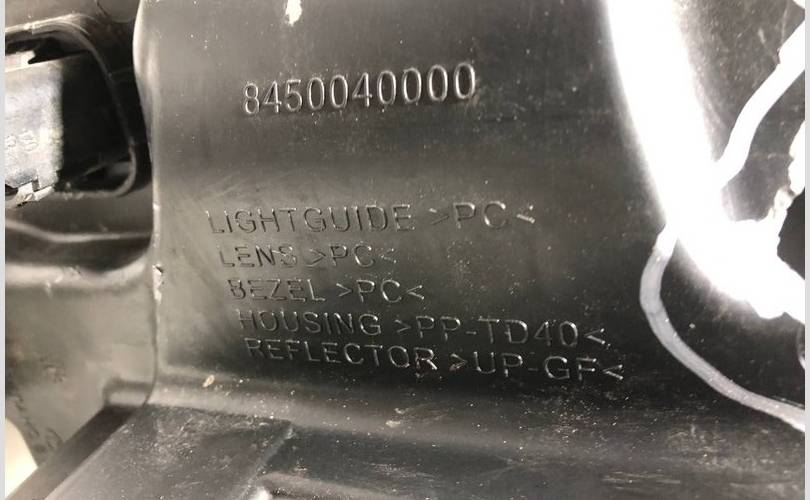 8450040000
LIGHTGUIDE >PC<
LENS >PC<
BEZEL >PC<
HOUSING >PP-TD40<
REFLECTOR >UP-GF<